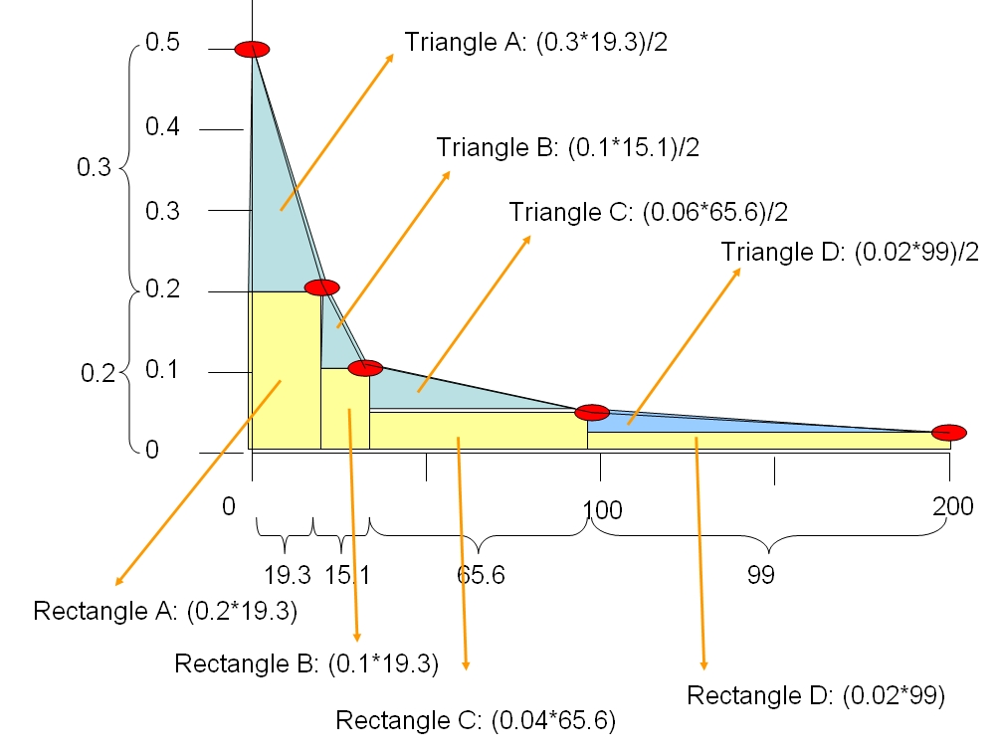 0.5
Triangle A: (0.3*19.3)/2
0.4
Triangle B: (0.1*15.1)/2
0.3
0.3
Triangle C: (0.06*65.6)/2
Triangle D: (0.02*99)/2
0.2
0.2
0.1
0
0
100
200
19.3
15.1
65.6
99
Rectangle A: (0.2*19.3)
Rectangle B: (0.1*19.3)
Rectangle C: (0.04*65.6)
Rectangle D: (0.02*99)